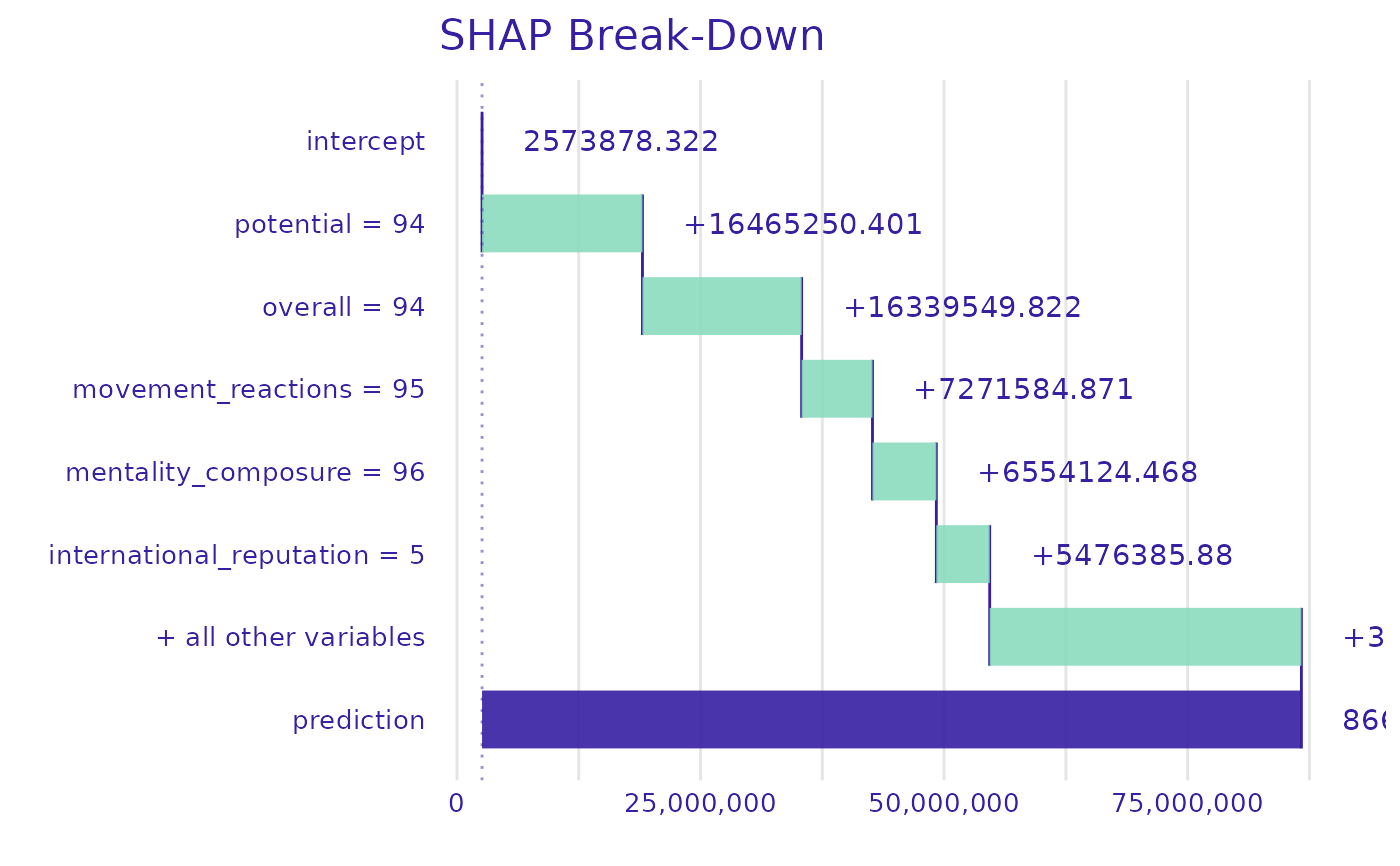 SHAP Break-Down
intercept 2573878.322
potential = 94 +16465250.401
overall = 94 +16339549.822
movement_reactions = 95 +7271584.871
mentality_composure = 96 +6554124.468
international_reputation = 5 +5476385.88
+ all other variables +3
prediction 866
0 25,000,000 50,000,000 75,000,000